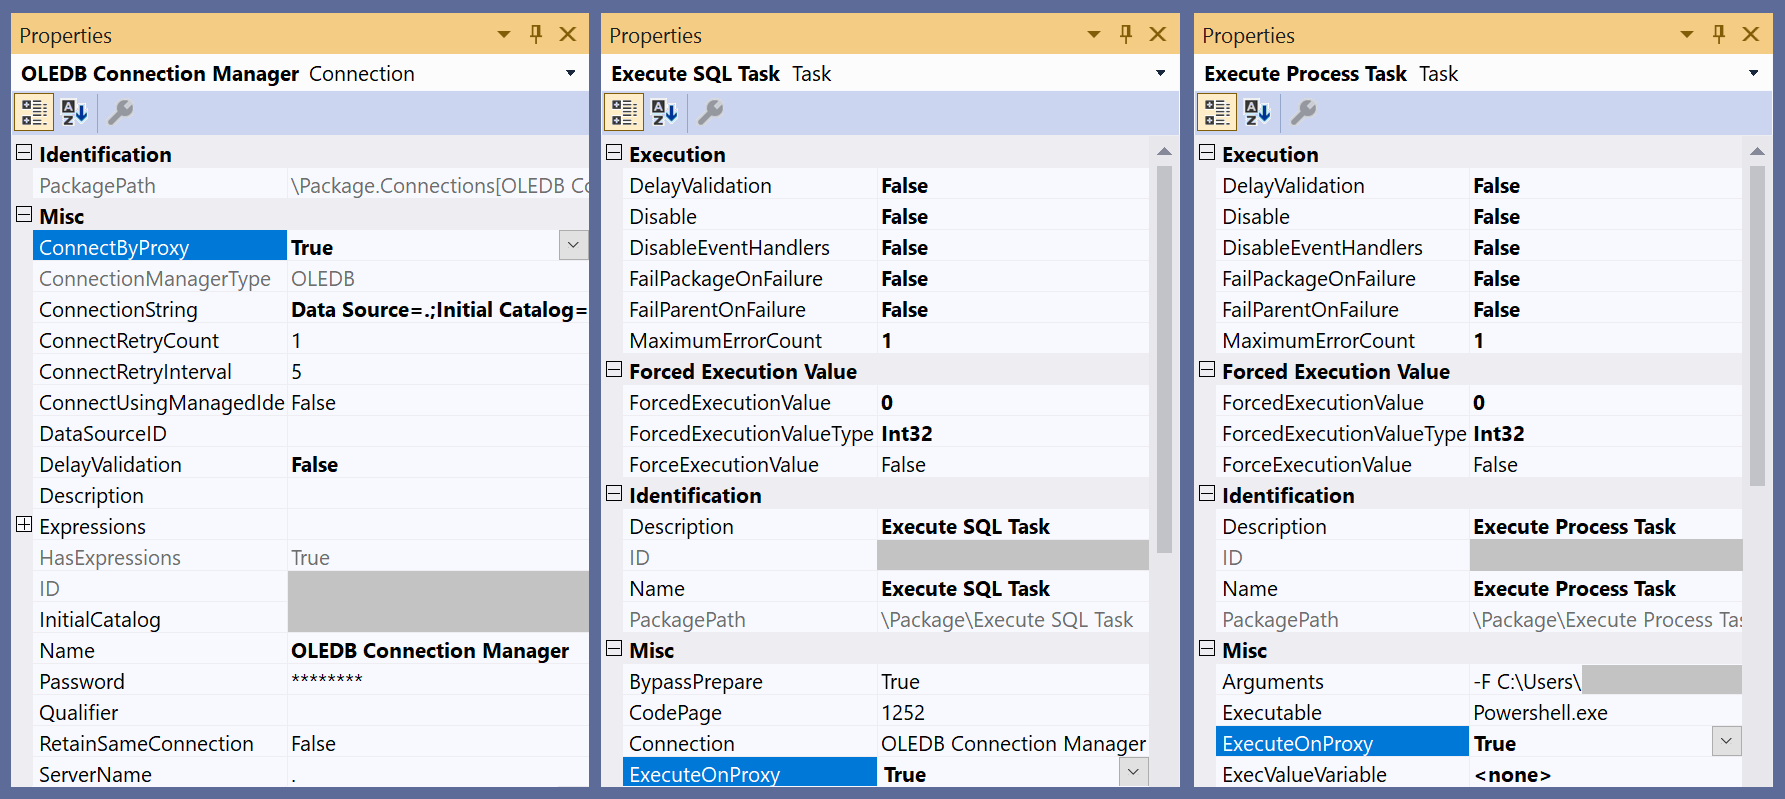 Properties
OLEDB Connection Manager Connection
Identification
PackagePath \Package.Connections[OLEDB Co
Misc
ConnectByProxy True
ConnectionManagerType OLEDB
ConnectionString Data Source=.;Initial Catalog=
ConnectRetryCount 1
ConnectRetryInterval 5
ConnectUsingManagedIde False
DataSourceID
DelayValidation False
Description
Expressions
HasExpressions True
ID
InitialCatalog
Name OLEDB Connection Manager
Password ********
Qualifier
RetainSameConnection False
ServerName .
Properties
Execute SQL Task Task
Execution
DelayValidation False
Disable False
DisableEventHandlers False
FailPackageOnFailure False
FailParentOnFailure False
MaximumErrorCount 1
Forced Execution Value
ForcedExecutionValue 0
ForcedExecutionValueType Int32
ForceExecutionValue False
Identification
Description Execute SQL Task
ID
Name Execute SQL Task
PackagePath \Package\Execute SQL Task
Misc
BypassPrepare True
CodePage 1252
Connection OLEDB Connection Manager
ExecuteOnProxy True
Properties
Execute Process Task Task
Execution
DelayValidation False
Disable False
DisableEventHandlers False
FailPackageOnFailure False
FailParentOnFailure False
MaximumErrorCount 1
Forced Execution Value
ForcedExecutionValue 0
ForcedExecutionValueType Int32
ForceExecutionValue False
Identification
Description Execute Process Task
ID
Name Execute Process Task
PackagePath \Package\Execute Process Tas
Misc
Arguments -F C:\Users\
Executable Powershell.exe
ExecuteOnProxy True
ExecValueVariable <none>